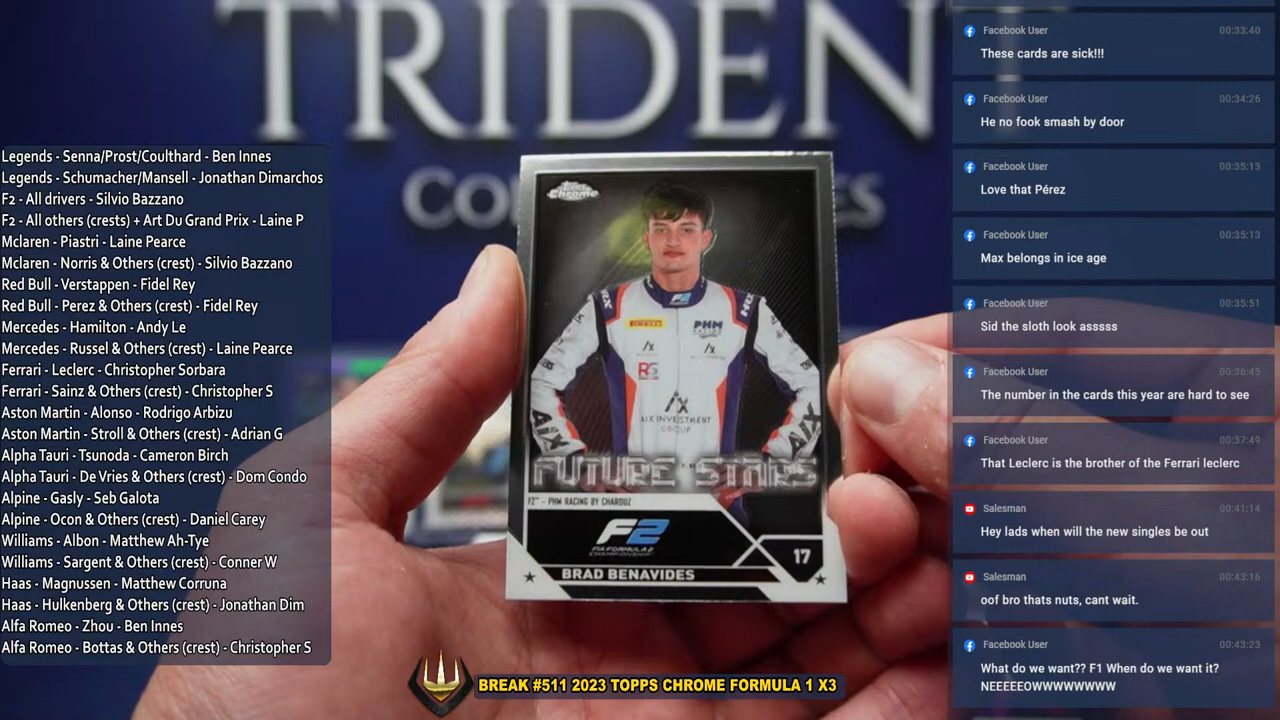 TRIDEN
Legends - Senna/Prost/Coulthard - Ben Innes
Legends - Schumacher/Mansell - Jonathan Dimarchos
F2 - All drivers - Silvio Bazzano
F2 - All others (crests) + Art Du Grand Prix - Laine P
Mclaren - Piastri - Laine Pearce
Mclaren - Norris & Others (crest) - Silvio Bazzano
Red Bull - Verstappen - Fidel Rey
Red Bull - Perez & Others (crest) - Fidel Rey
Mercedes - Hamilton - Andy Le
Mercedes - Russel & Others (crest) - Laine Pearce
Ferrari - Leclerc - Christopher Sorbara
Ferrari - Sainz & Others (crest) - Christopher S
Aston Martin - Alonso - Rodrigo Arbizu
Aston Martin - Stroll & Others (crest) - Adrian G
Alpha Tauri - Tsunoda - Cameron Birch
Alpha Tauri - De Vries & Others (crest) - Dom Condo
Alpine - Gasly - Seb Galota
Alpine - Ocon & Others (crest) - Daniel Carey
Williams - Albon - Matthew Ah-Tye
Williams - Sargent & Others (crest) - Conner W
Haas - Magnussen - Matthew Corruna
Haas - Hulkenberg & Others (crest) - Jonathan Dim
Alfa Romeo - Zhou - Ben Innes
Alfa Romeo - Bottas & Others (crest) - Christopher S
Topps
Chrome
F2
HRX
HRX
PIRELLI
PHM
RACING
RS
AIX INVESTMENT
GROUP
AIX
AIX
FUTURE STARS
F2™ - PHM RACING BY CHAROUZ
F2
FIA FORMULA 2
CHAMPIONSHIP
17
BRAD BENAVIDES
BREAK #511 2023 TOPPS CHROME FORMULA 1 X3
Facebook User 00:33:40
These cards are sick!!!
Facebook User 00:34:26
He no fook smash by door
Facebook User 00:35:13
Love that Pérez
Facebook User 00:35:13
Max belongs in ice age
Facebook User 00:35:51
Sid the sloth look asssss
Facebook User 00:36:45
The number in the cards this year are hard to see
Facebook User 00:37:49
That Leclerc is the brother of the Ferrari leclerc
Salesman 00:41:14
Hey lads when will the new singles be out
Salesman 00:43:16
oof bro thats nuts, cant wait.
Facebook User 00:43:23
What do we want?? F1 When do we want it?
NEEEEEOWWWWWWWW